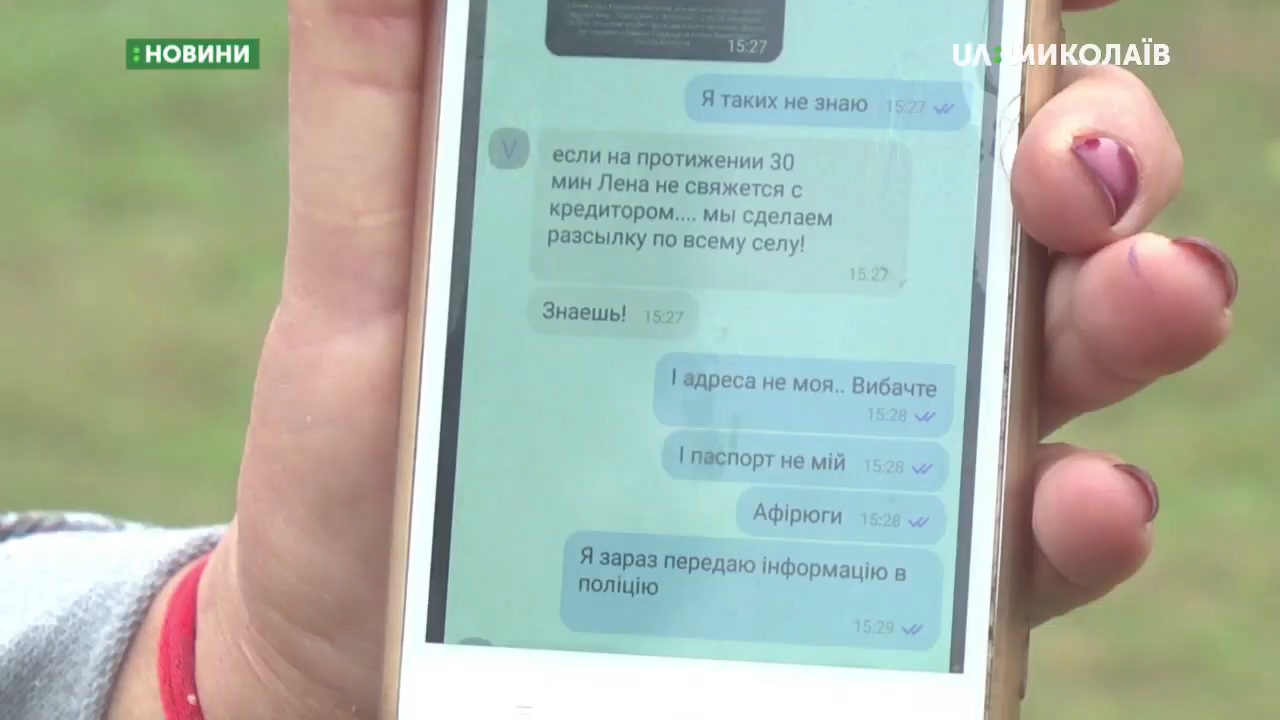 :НОВИНИ
UA:МИКОЛАЇВ
15:27
Я таких не знаю 15:27
V
если на протижении 30
мин Лена не свяжется с
кредитором.... мы сделаем
разсылку по всему селу!
15:27
Знаешь! 15:27
І адреса не моя.. Вибачте
15:28
І паспорт не мій 15:28
Афірюги 15:28
Я зараз передаю інформацію в
поліцію
15:29